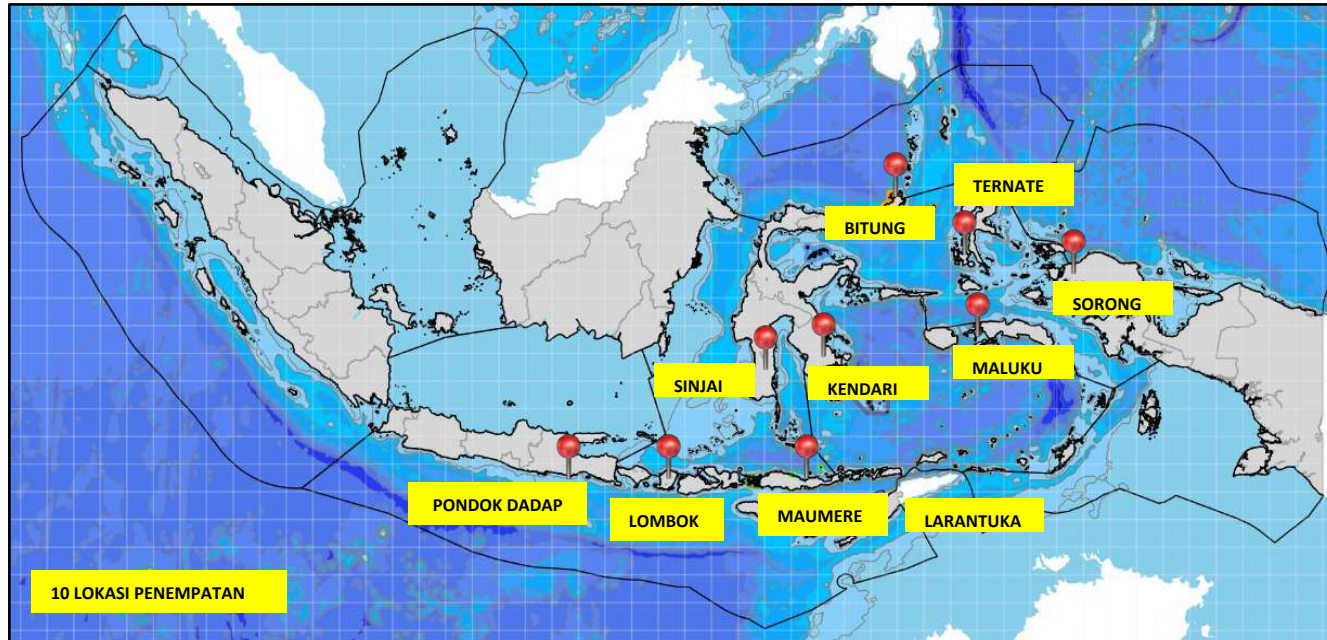 TERNATE
BITUNG
SORONG
MALUKU
SINJAI
KENDARI
PONDOK DADAP
LOMBOK
MAUMERE
LARANTUKA
10 LOKASI PENEMPATAN